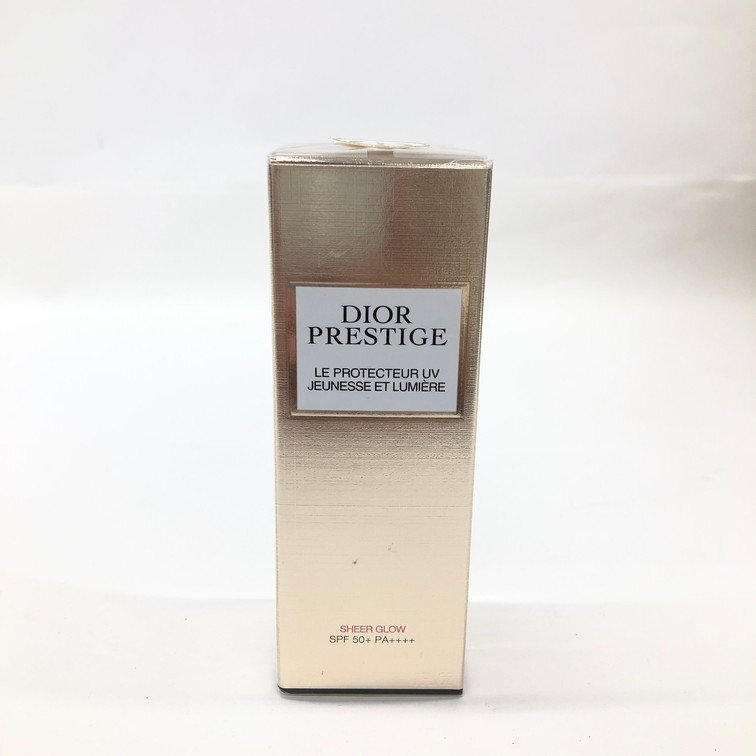 DIOR
PRESTIGE
LE PROTECTEUR UV
JEUNESSE ET LUMIÈRE
SHEER GLOW
SPF 50+ PA++++